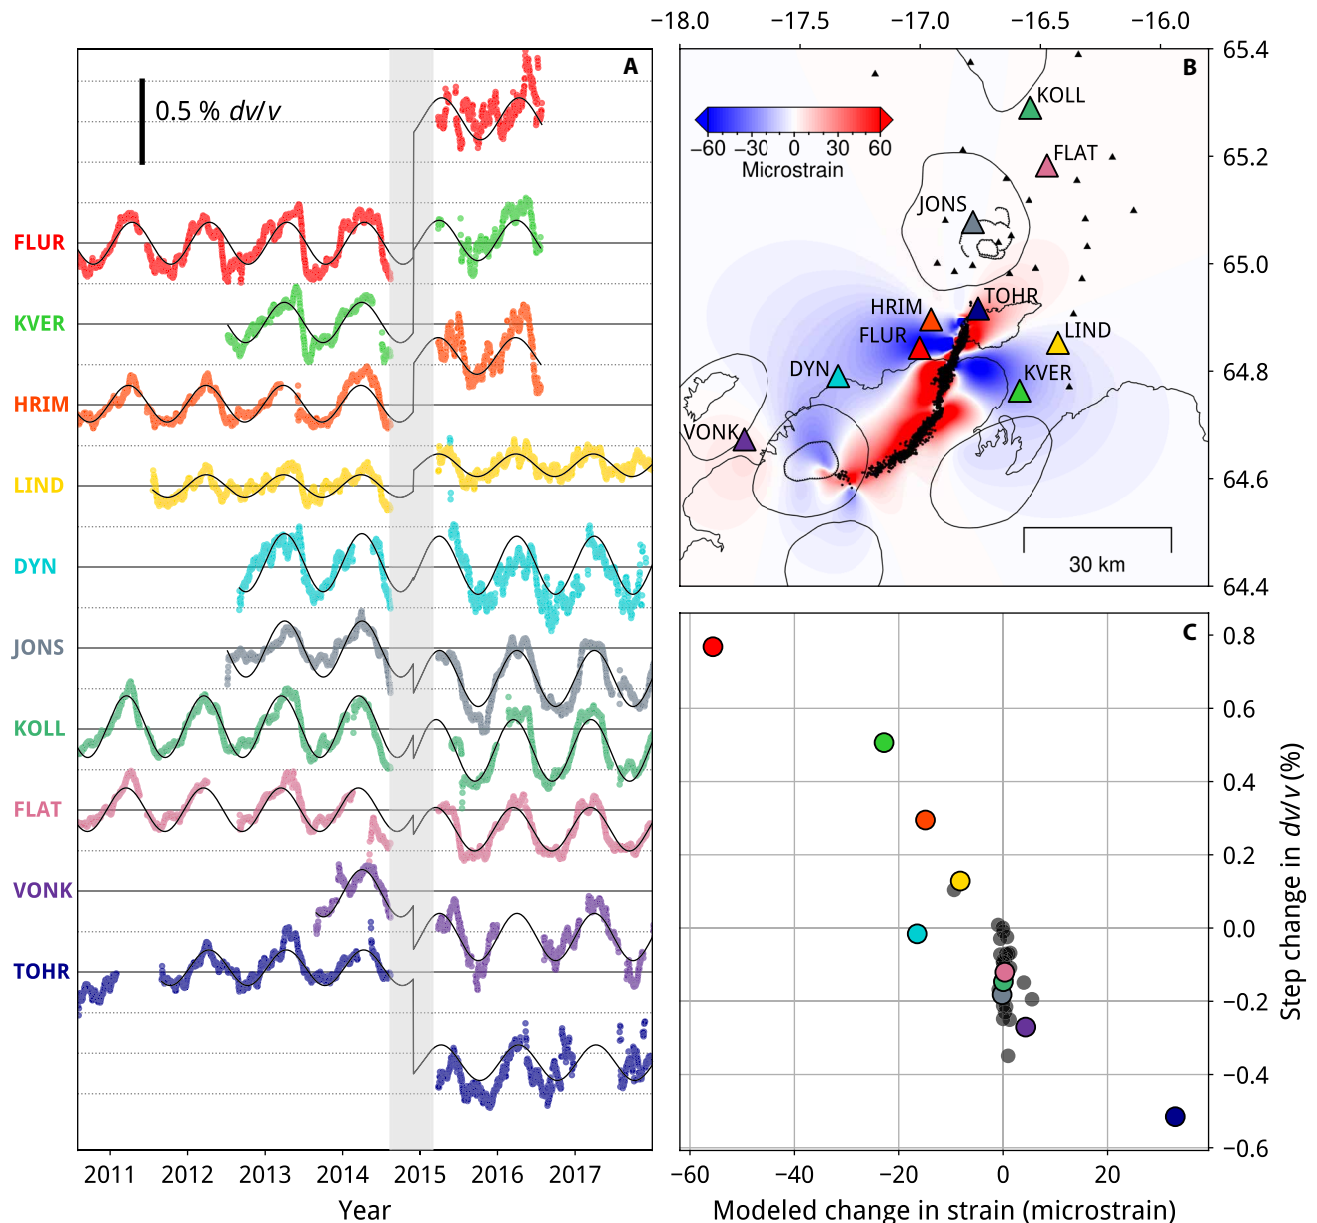 A
0.5 % dv/v
FLUR
KVER
HRIM
LIND
DYN
JONS
KOLL
FLAT
VONK
TOHR
2011 2012 2013 2014 2015 2016 2017
Year
−18.0 −17.5 −17.0 −16.5 −16.0
B
−60 −30 0 30 60
Microstrain
KOLL
FLAT
JONS
TOHR
HRIM
FLUR
LIND
DYN
KVER
VONK
30 km
65.4
65.2
65.0
64.8
64.6
64.4
C
0.8
0.6
0.4
0.2
0.0
−0.2
−0.4
−0.6
Step change in dv/v (%)
−60 −40 −20 0 20
Modeled change in strain (microstrain)